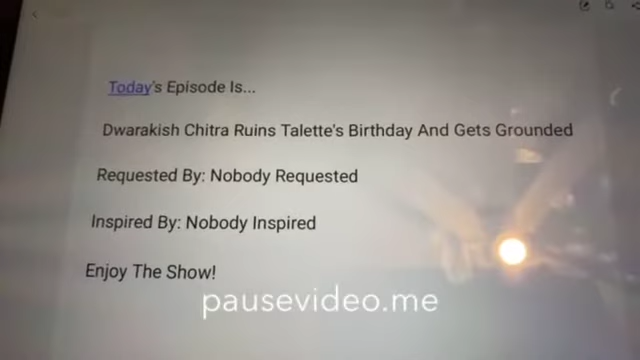 Today's Episode Is...
Dwarakish Chitra Ruins Talette's Birthday And Gets Grounded
Requested By: Nobody Requested
Inspired By: Nobody Inspired
Enjoy The Show!
pausevideo.me